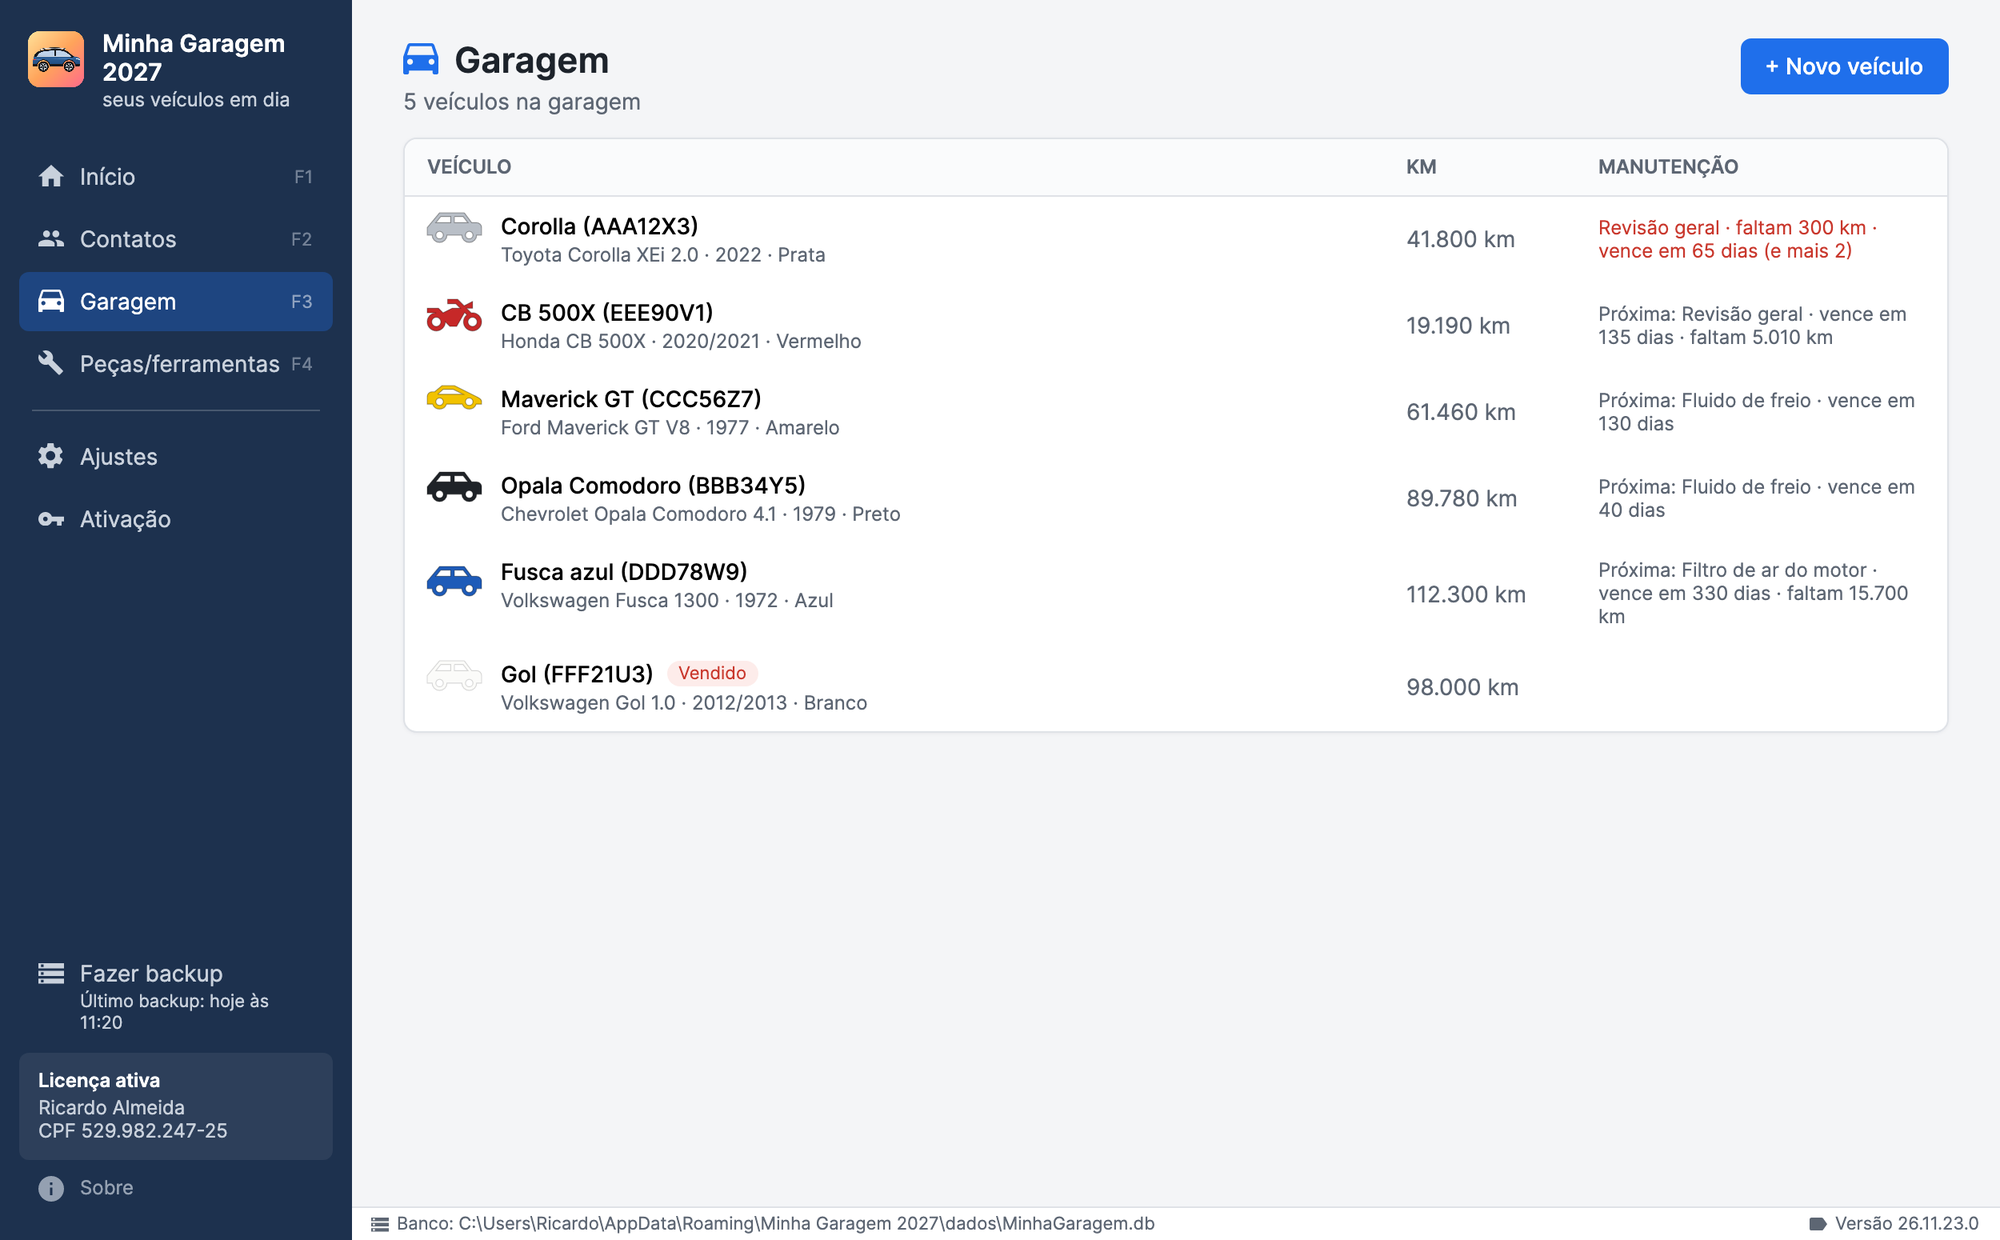 Minha Garagem
2027
seus veículos em dia
Início F1
Contatos F2
Garagem F3
Peças/ferramentas F4
Ajustes
Ativação
Fazer backup
Último backup: hoje às
11:20
Licença ativa
Ricardo Almeida
CPF 529.982.247-25
Sobre
Garagem
5 veículos na garagem
+ Novo veículo
VEÍCULO KM MANUTENÇÃO
Corolla (AAA12X3)
Toyota Corolla XEi 2.0 · 2022 · Prata
41.800 km
Revisão geral · faltam 300 km ·
vence em 65 dias (e mais 2)
CB 500X (EEE90V1)
Honda CB 500X · 2020/2021 · Vermelho
19.190 km
Próxima: Revisão geral · vence em
135 dias · faltam 5.010 km
Maverick GT (CCC56Z7)
Ford Maverick GT V8 · 1977 · Amarelo
61.460 km
Próxima: Fluido de freio · vence em
130 dias
Opala Comodoro (BBB34Y5)
Chevrolet Opala Comodoro 4.1 · 1979 · Preto
89.780 km
Próxima: Fluido de freio · vence em
40 dias
Fusca azul (DDD78W9)
Volkswagen Fusca 1300 · 1972 · Azul
112.300 km
Próxima: Filtro de ar do motor ·
vence em 330 dias · faltam 15.700
km
Gol (FFF21U3) Vendido
Volkswagen Gol 1.0 · 2012/2013 · Branco
98.000 km
Banco: C:\Users\Ricardo\AppData\Roaming\Minha Garagem 2027\dados\MinhaGaragem.db
Versão 26.11.23.0